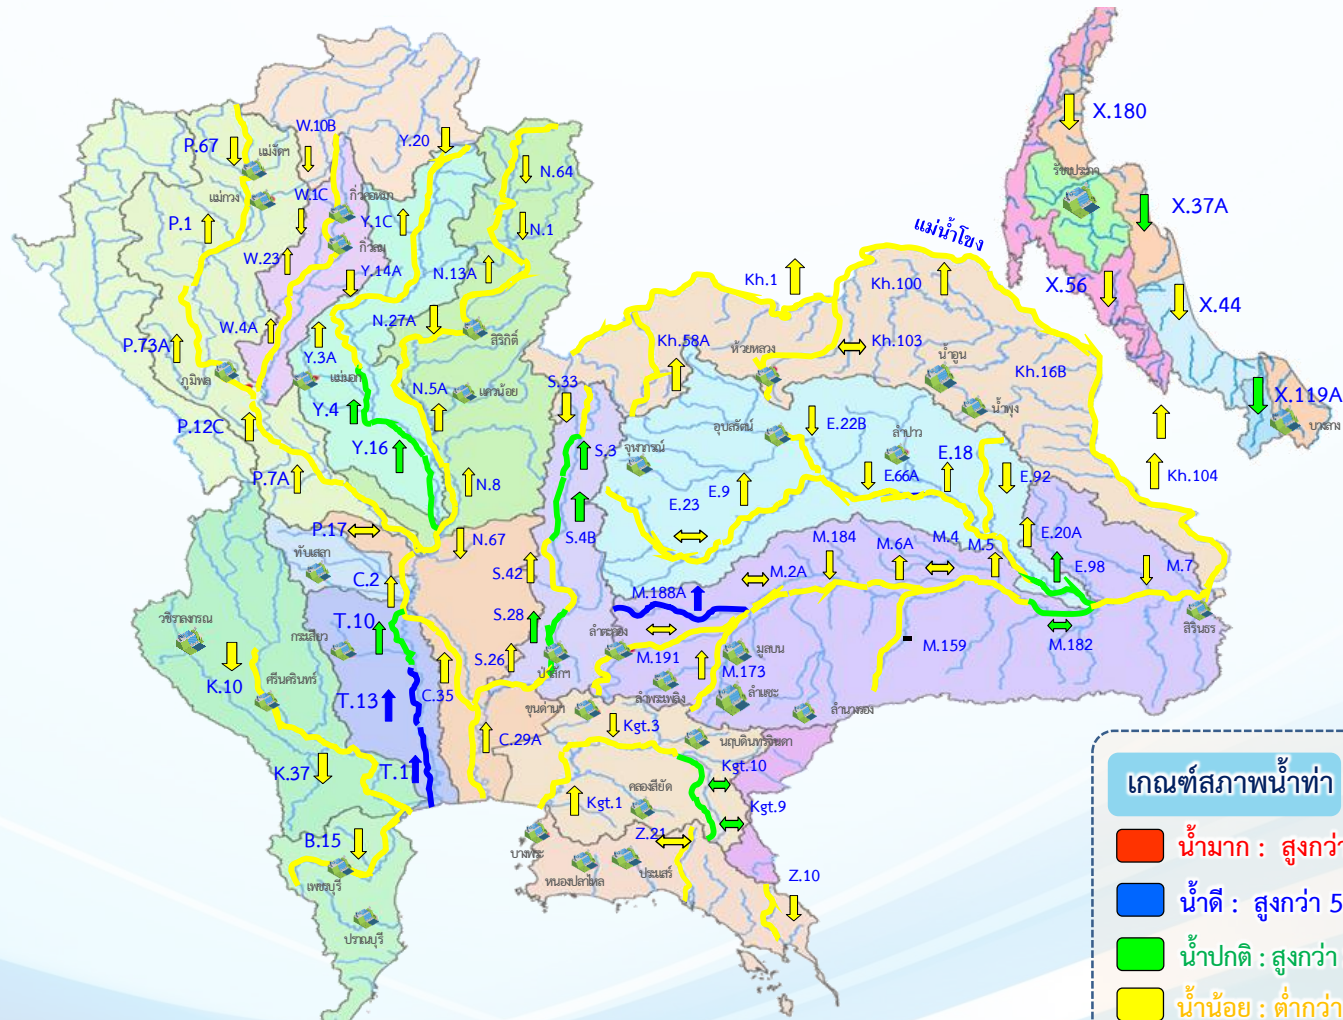 P.67
แม่งัดฯ
W.10B
Y.20
N.64
แม่กวง
W.1C
กิ่วคอหมา
Y.1C
P.1
N.1
W.23
กิ่วลม
Y.14A
N.13A
N.27A
P.73A
W.4A
Y.3A
สิริกิติ์
ภูมิพล
แม่มอก
N.5A
แควน้อย
P.12C
Y.4
Y.16
P.7A
N.8
P.17
N.67
ทับเสลา
C.2
T.10
กระเสียว
วชิราลงกรณ
K.10
ศรีนครินทร์
T.13
C.35
K.37
T.1
C.29A
B.15
เพชรบุรี
ปราณบุรี
S.33
S.3
S.4B
S.42
S.28
S.26
ป่าสักฯ
แม่น้ำโขง
Kh.1
Kh.100
Kh.58A
ห้วยหลวง
Kh.103
น้ำอูน
Kh.16B
น้ำพุง
Kh.104
อุบลรัตน์
E.22B
ลำปาว
E.18
จุฬาภรณ์
E.9
E.66A
E.92
E.23
E.20A
E.98
M.184
M.6A
M.4
M.5
M.7
M.2A
M.188A
สิรินธร
ลำตะคอง
M.191
M.173
มูลบน
M.159
M.182
ลำพระเพลิง
ลำแชะ
ลำนางรอง
ขุนด่านฯ
Kgt.3
นฤบดินทรจินดา
Kgt.10
คลองสียัด
Kgt.9
Kgt.1
บางพระ
Z.21
หนองปลาไหล
ประแสร์
Z.10
X.180
รัชชประภา
X.37A
X.56
X.44
X.119A
บางลาง
เกณฑ์สภาพน้ำท่า
น้ำมาก : สูงกว่า
น้ำดี : สูงกว่า 5
น้ำปกติ : สูงกว่า
น้ำน้อย : ต่ำกว่า